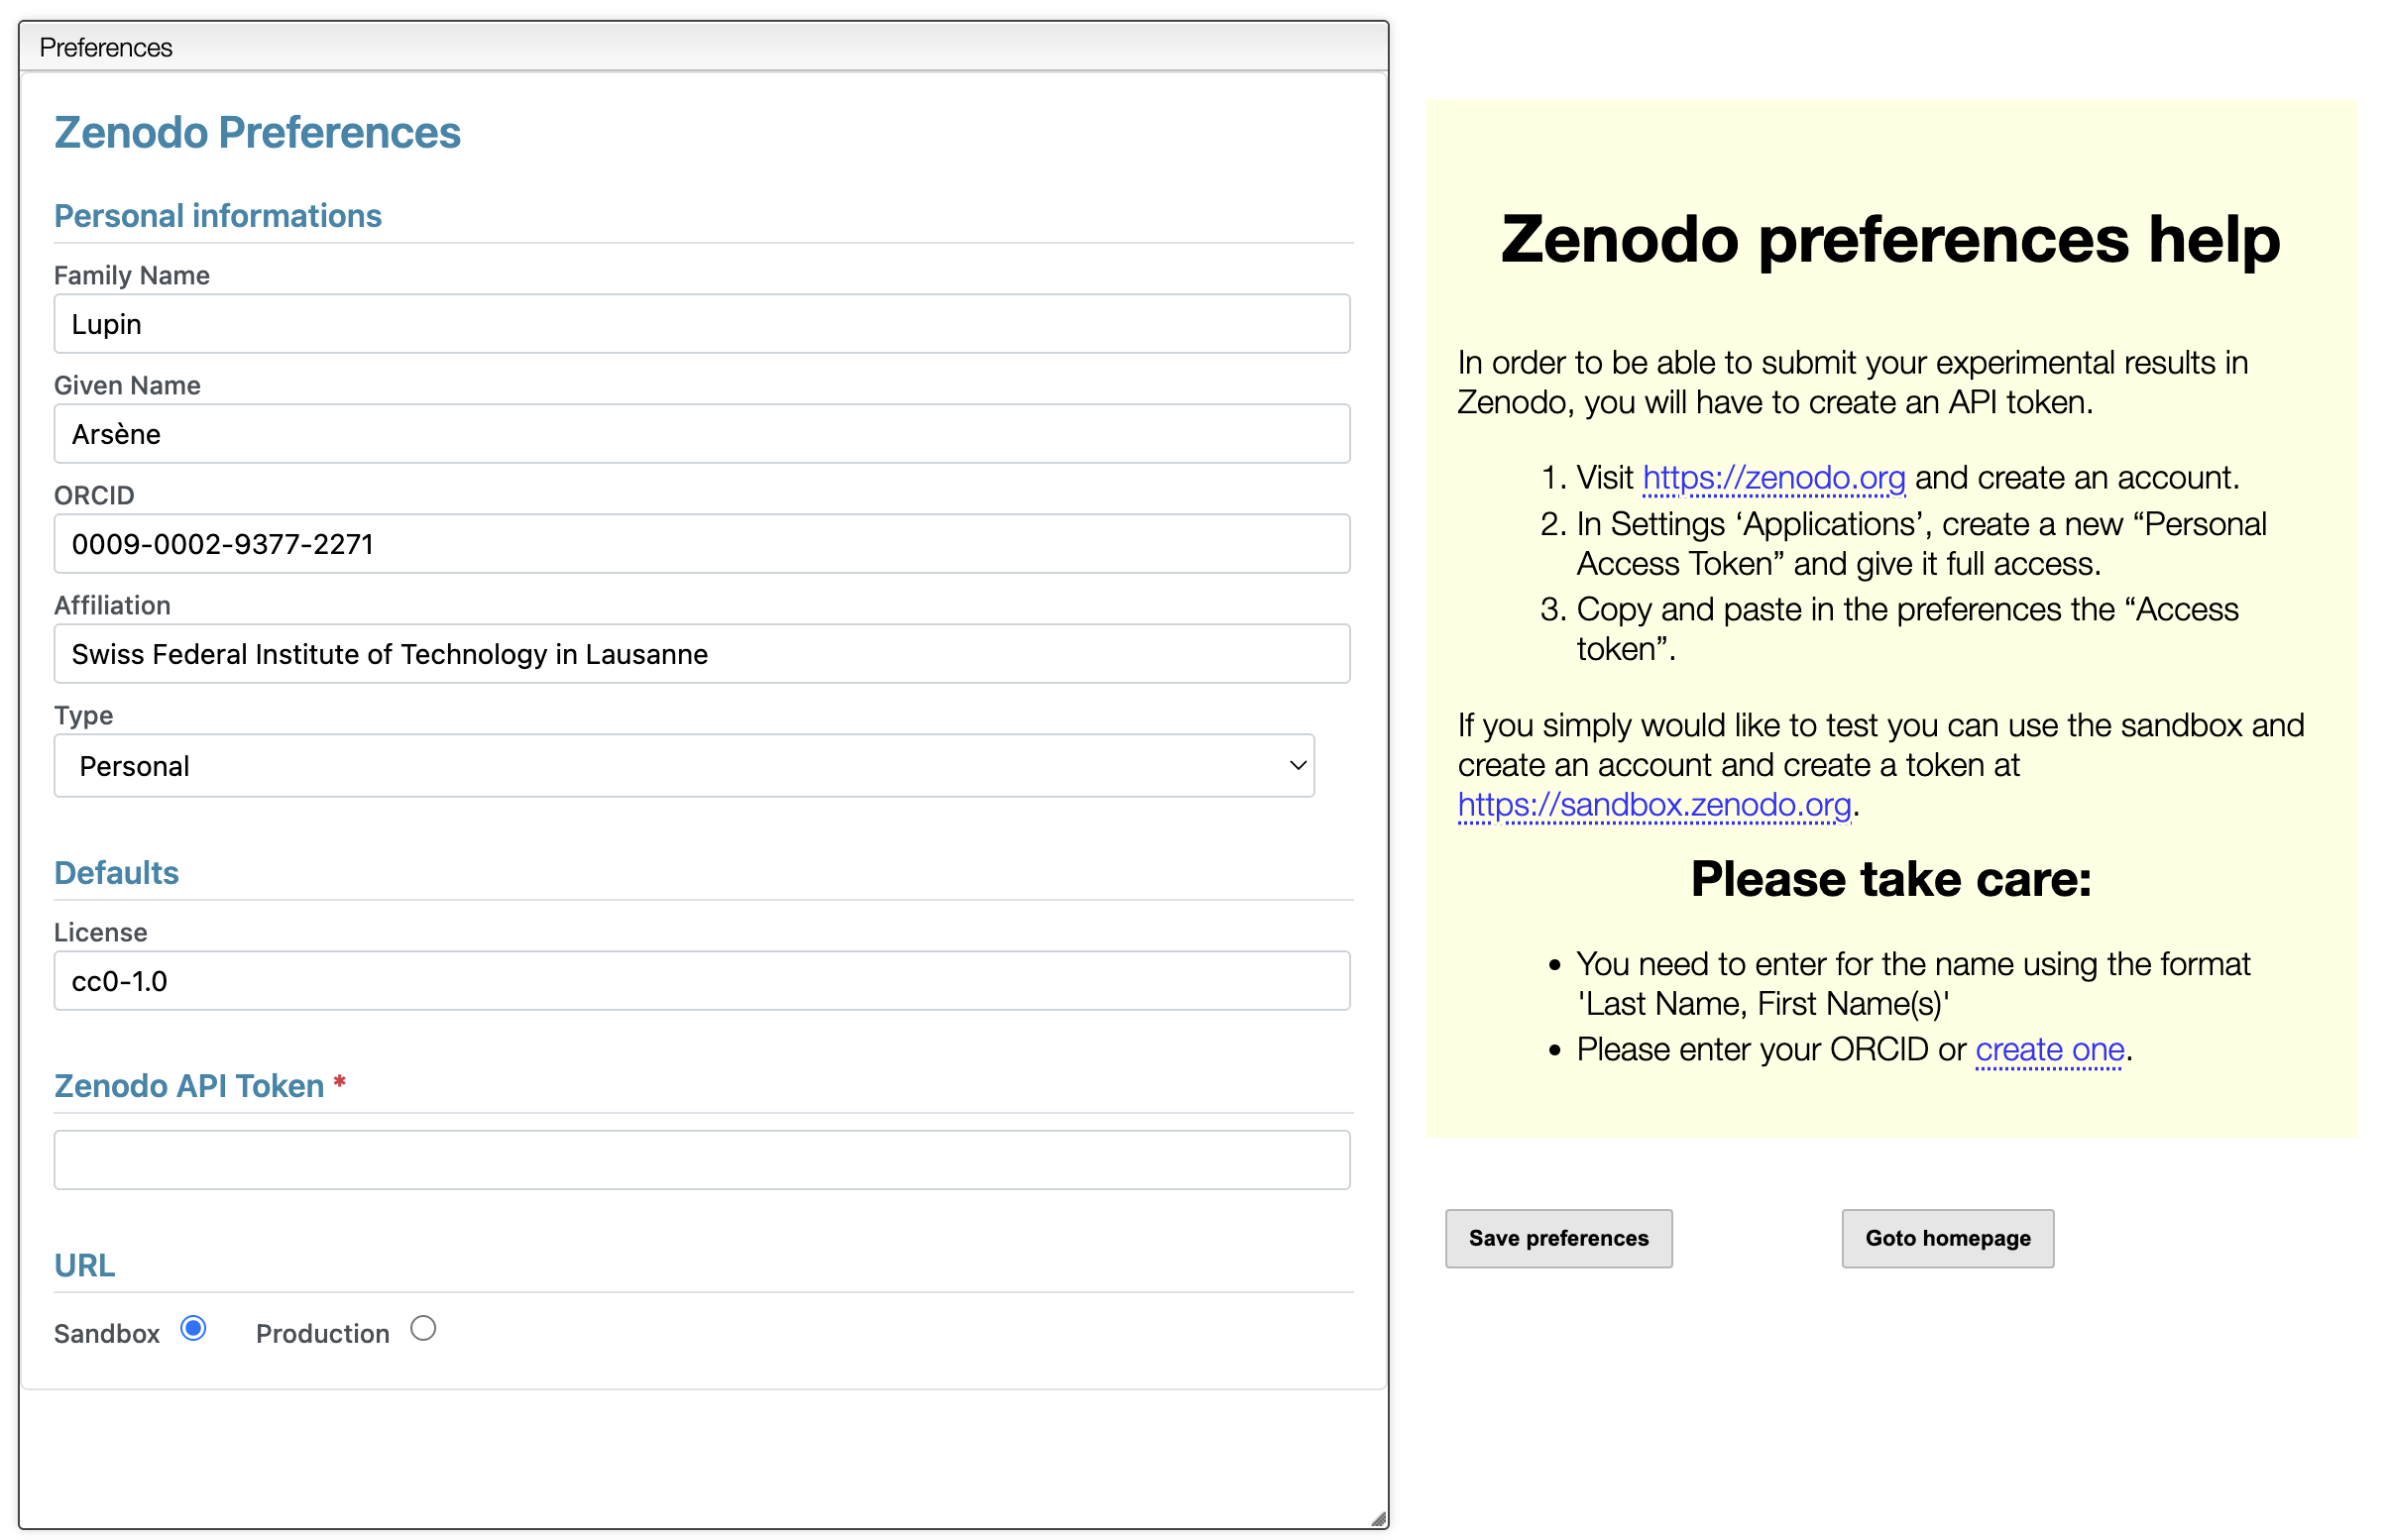 Preferences
Zenodo Preferences
Personal informations
Family Name
Lupin
Given Name
Arsène
ORCID
0009-0002-9377-2271
Affiliation
Swiss Federal Institute of Technology in Lausanne
Type
Personal
Defaults
License
cc0-1.0
Zenodo API Token *
URL
Sandbox
Production
Zenodo preferences help
In order to be able to submit your experimental results in
Zenodo, you will have to create an API token.
1. Visit https://zenodo.org and create an account.
2. In Settings ‘Applications’, create a new “Personal
Access Token” and give it full access.
3. Copy and paste in the preferences the “Access
token”.
If you simply would like to test you can use the sandbox and
create an account and create a token at
https://sandbox.zenodo.org.
Please take care:
• You need to enter for the name using the format
'Last Name, First Name(s)'
• Please enter your ORCID or create one.
Save preferences
Goto homepage